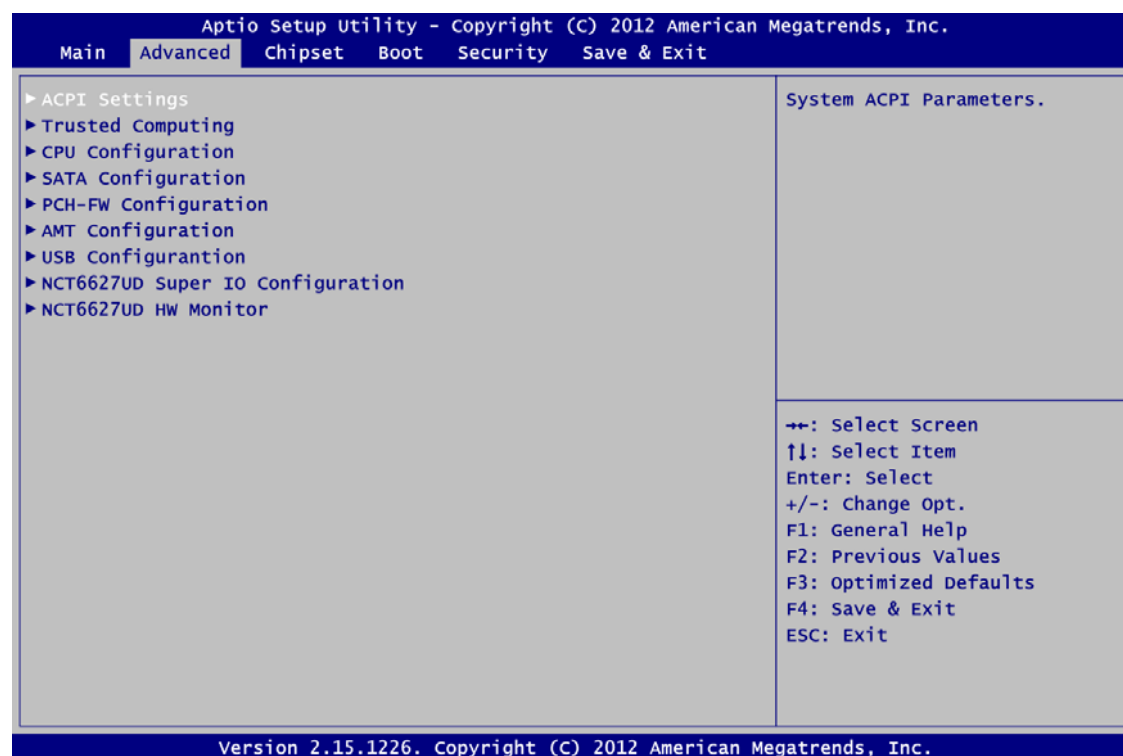 Aptio Setup Utility – Copyright (C) 2012 American Megatrends, Inc.
Main Advanced Chipset Boot Security Save & Exit
►ACPI Settings
►Trusted Computing
►CPU Configuration
►SATA Configuration
►PCH-FW Configuration
►AMT Configuration
►USB Configurantion
►NCT6627UD Super IO Configuration
►NCT6627UD HW Monitor
System ACPI Parameters.
→←: Select Screen
↑↓: Select Item
Enter: Select
+/-: Change Opt.
F1: General Help
F2: Previous Values
F3: Optimized Defaults
F4: Save & Exit
ESC: Exit
Version 2.15.1226. Copyright (C) 2012 American Megatrends, Inc.